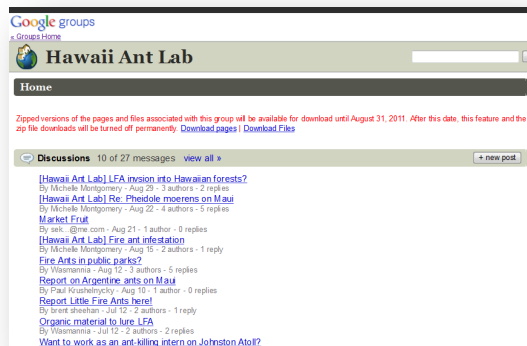 Google groups
« Groups Home
Hawaii Ant Lab
Home
Zipped versions of the pages and files associated with this group will be available for download until August 31, 2011. After this date, this feature and the
zip file downloads will be turned off permanently. Download pages | Download Files
Discussions 10 of 27 messages view all »
+ new post
[Hawaii Ant Lab] LFA invsion into Hawaiian forests?
By Michelle Montgomery - Aug 29 - 3 authors - 2 replies
[Hawaii Ant Lab] Re: Pheidole moerens on Maui
By Michelle Montgomery - Aug 22 - 4 authors - 5 replies
Market Fruit
By sek...@me.com - Aug 21 - 1 author - 0 replies
[Hawaii Ant Lab] Fire ant infestation
By Michelle Montgomery - Aug 15 - 2 authors - 1 reply
Fire Ants in public parks?
By Wasmannia - Aug 12 - 3 authors - 5 replies
Report on Argentine ants on Maui
By Paul Krushelnycky - Aug 10 - 1 author - 0 replies
Report Little Fire Ants here!
By brent sheehan - Jul 12 - 2 authors - 1 reply
Organic material to lure LFA
By Wasmannia - Jul 12 - 2 authors - 2 replies
Want to work as an ant-killing intern on Johnston Atoll?